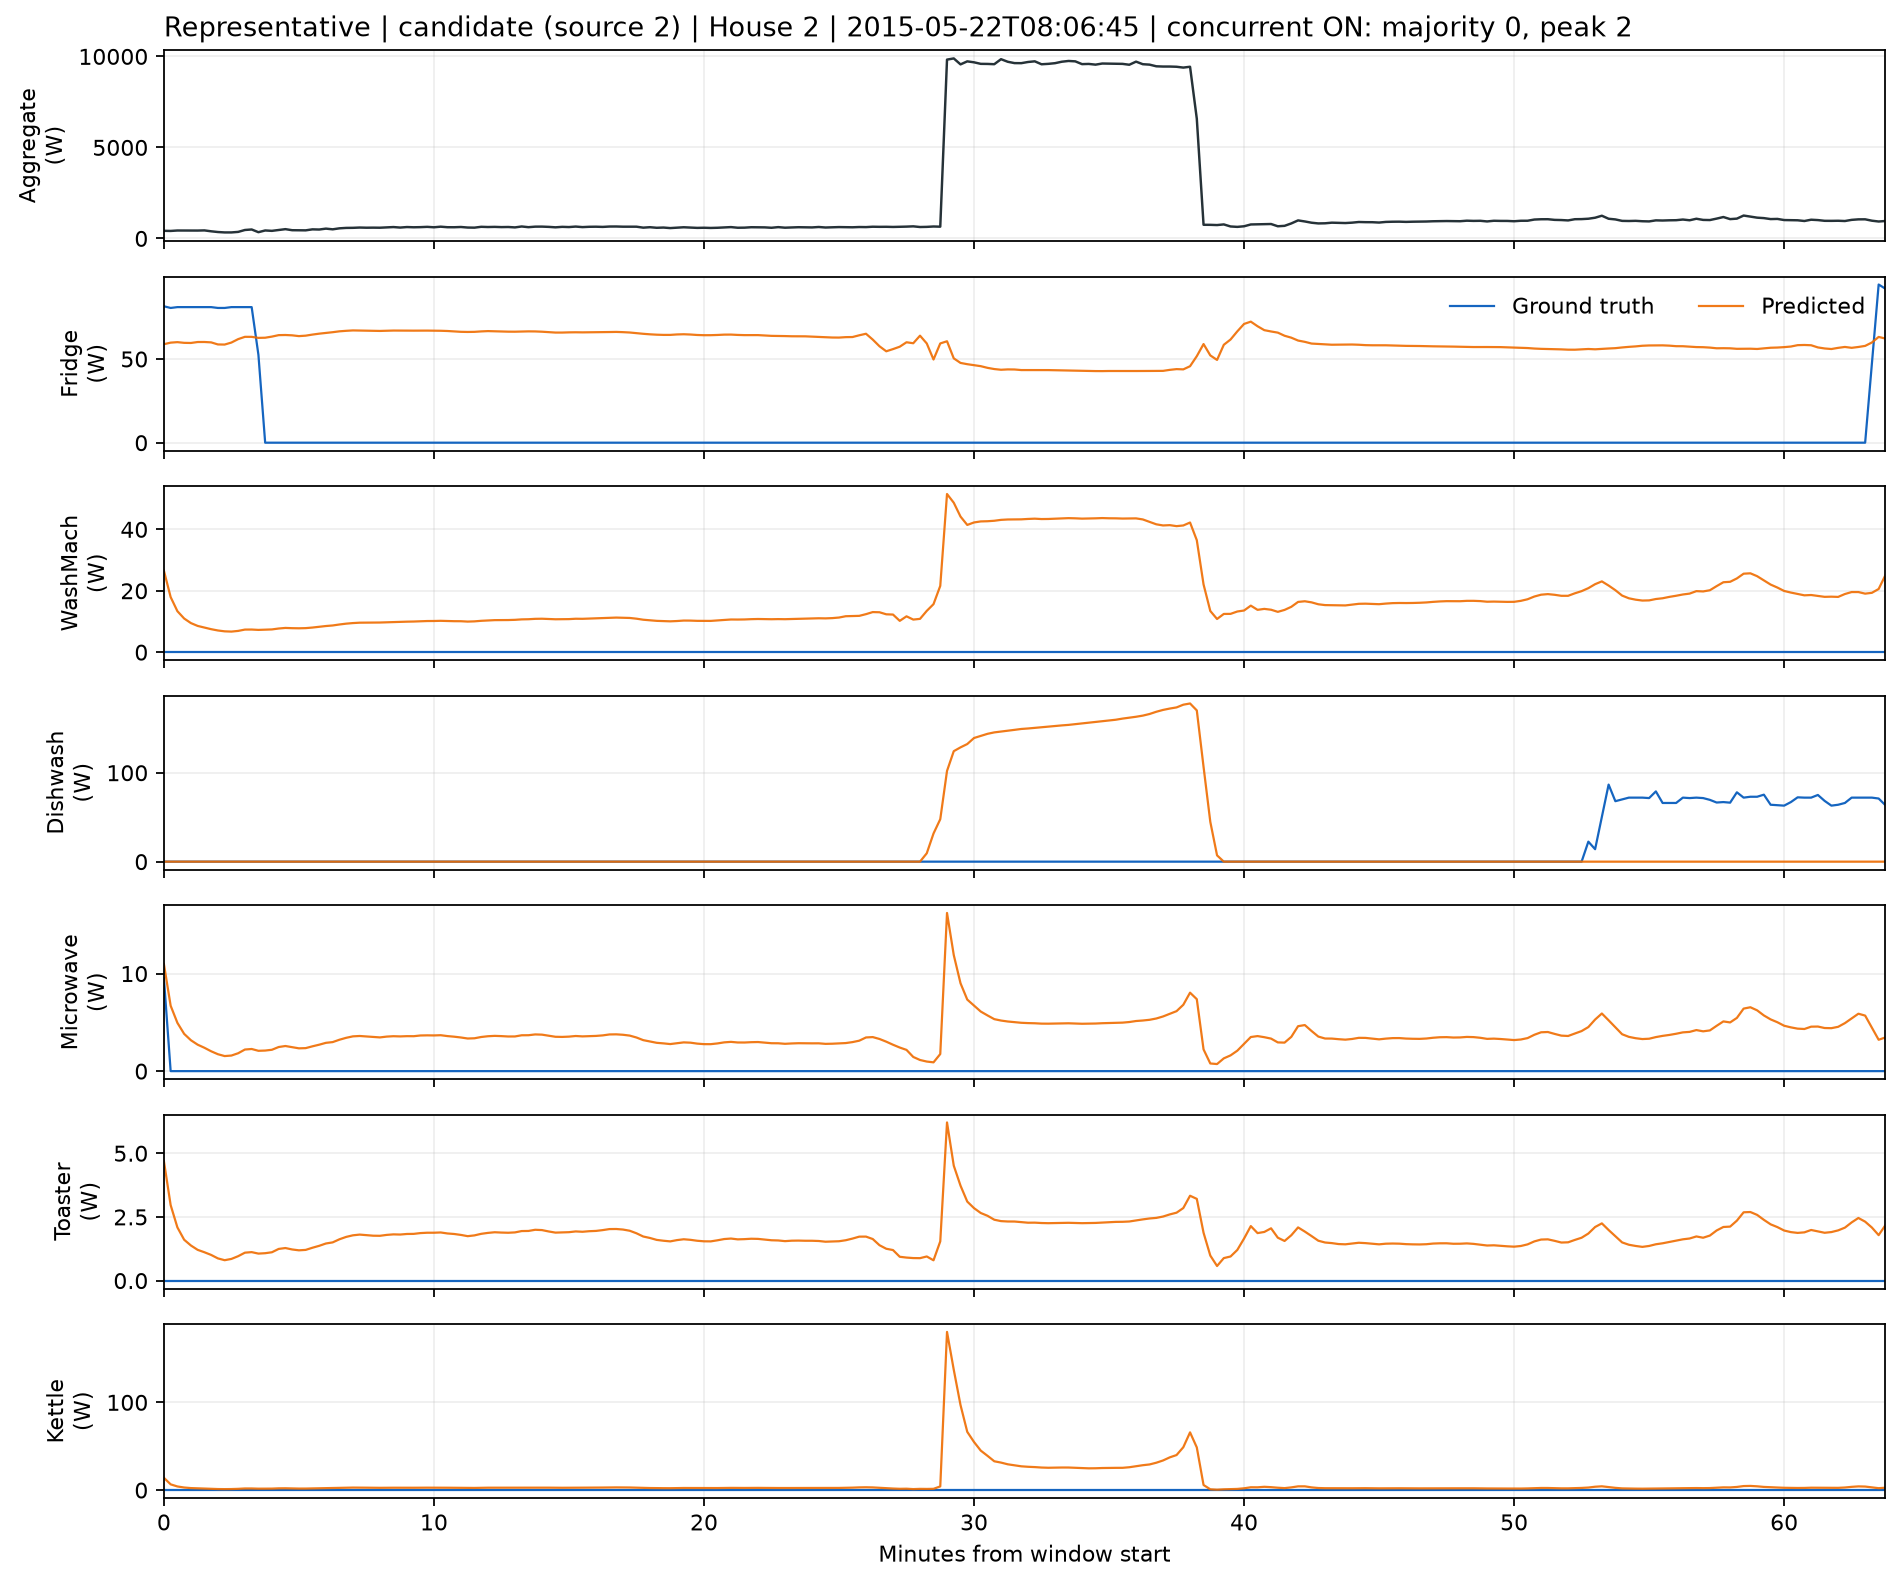 Representative | candidate (source 2) | House 2 | 2015-05-22T08:06:45 | concurrent ON: majority 0, peak 2
Aggregate
(W)
10000
5000
0
Fridge
(W)
50
0
Ground truth
Predicted
WashMach
(W)
40
20
0
Dishwash
(W)
100
0
Microwave
(W)
10
0
Toaster
(W)
5.0
2.5
0.0
Kettle
(W)
100
0
0 10 20 30 40 50 60
Minutes from window start